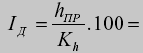 I_Д = h_ПР / K_h .100 =